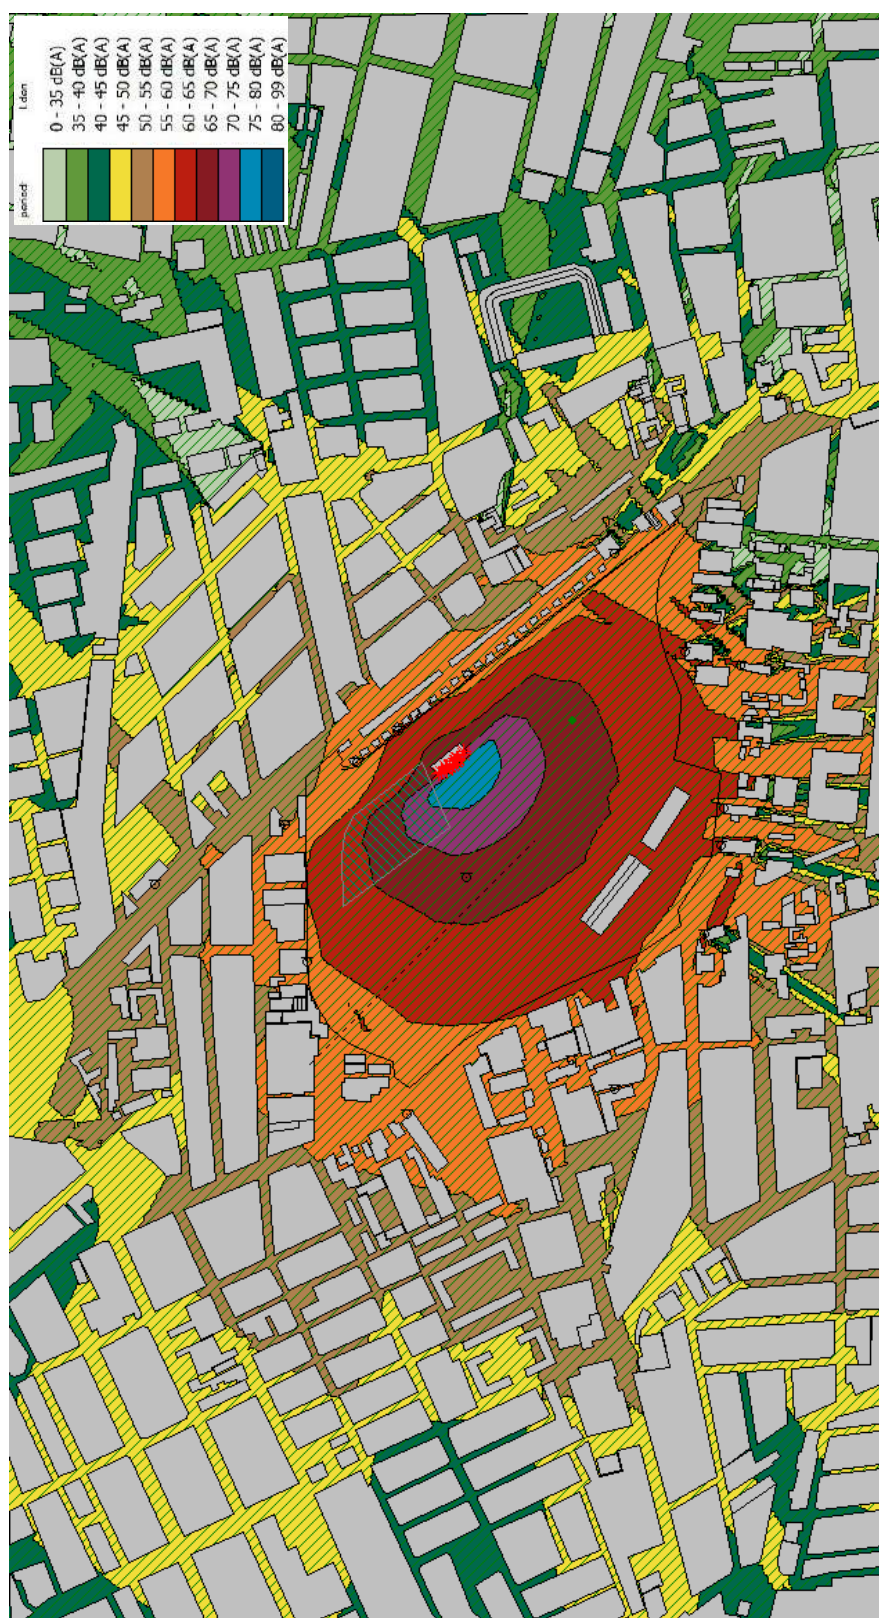 period: Lden
0 - 35 dB(A)
35 - 40 dB(A)
40 - 45 dB(A)
45 - 50 dB(A)
50 - 55 dB(A)
55 - 60 dB(A)
60 - 65 dB(A)
65 - 70 dB(A)
70 - 75 dB(A)
75 - 80 dB(A)
80 - 99 dB(A)